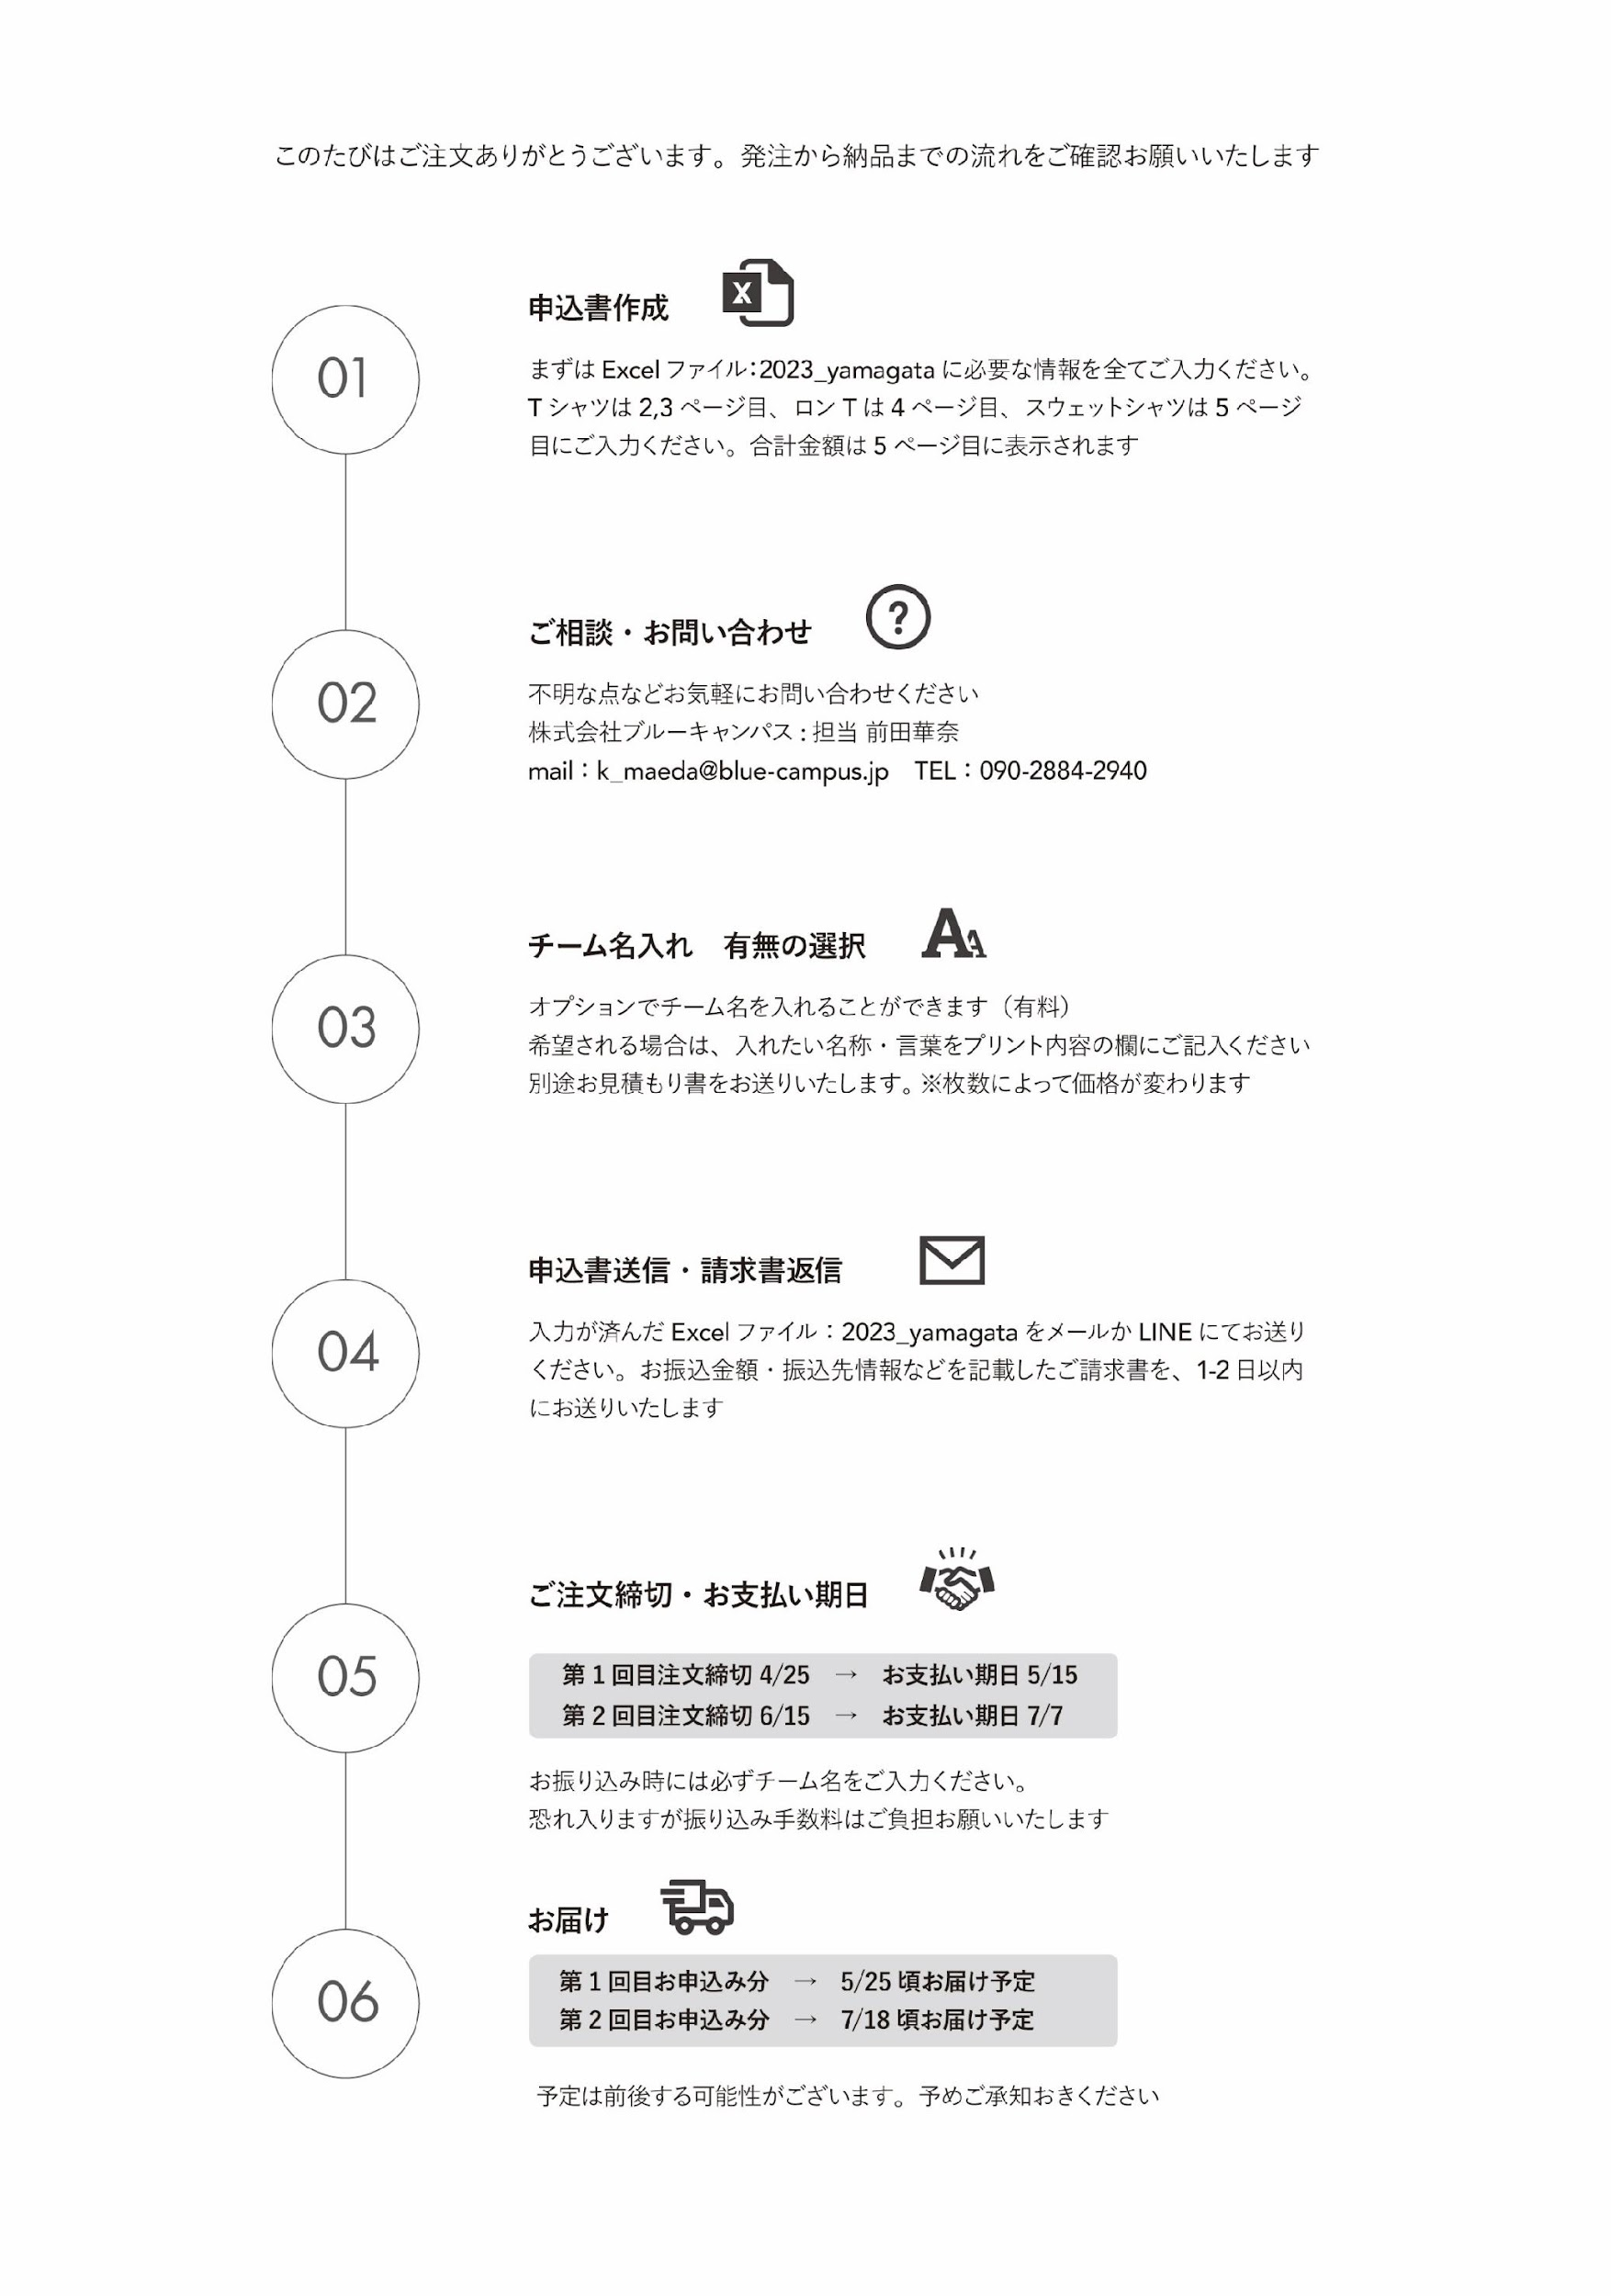 このたびはご注文ありがとうございます。発注から納品までの流れをご確認お願いいたします
01
申込書作成
まずは Excel ファイル：2023_yamagata に必要な情報を全てご入力ください。
T シャツは 2,3 ページ目、ロン T は 4 ページ目、スウェットシャツは 5 ページ
目にご入力ください。合計金額は 5 ページ目に表示されます
02
ご相談・お問い合わせ
不明な点などお気軽にお問い合わせください
株式会社ブルーキャンパス : 担当 前田華奈
mail：k_maeda@blue-campus.jp　TEL：090-2884-2940
03
チーム名入れ　有無の選択
オプションでチーム名を入れることができます（有料）
希望される場合は、入れたい名称・言葉をプリント内容の欄にご記入ください
別途お見積もり書をお送りいたします。※枚数によって価格が変わります
04
申込書送信・請求書返信
入力が済んだ Excel ファイル：2023_yamagata をメールか LINE にてお送り
ください。お振込金額・振込先情報などを記載したご請求書を、1-2 日以内
にお送りいたします
05
ご注文締切・お支払い期日
第 1 回目注文締切 4/25　→　お支払い期日 5/15
第 2 回目注文締切 6/15　→　お支払い期日 7/7
お振り込み時には必ずチーム名をご入力ください。
恐れ入りますが振り込み手数料はご負担お願いいたします
06
お届け
第 1 回目お申込み分　→　5/25 頃お届け予定
第 2 回目お申込み分　→　7/18 頃お届け予定
予定は前後する可能性がございます。予めご承知おきください